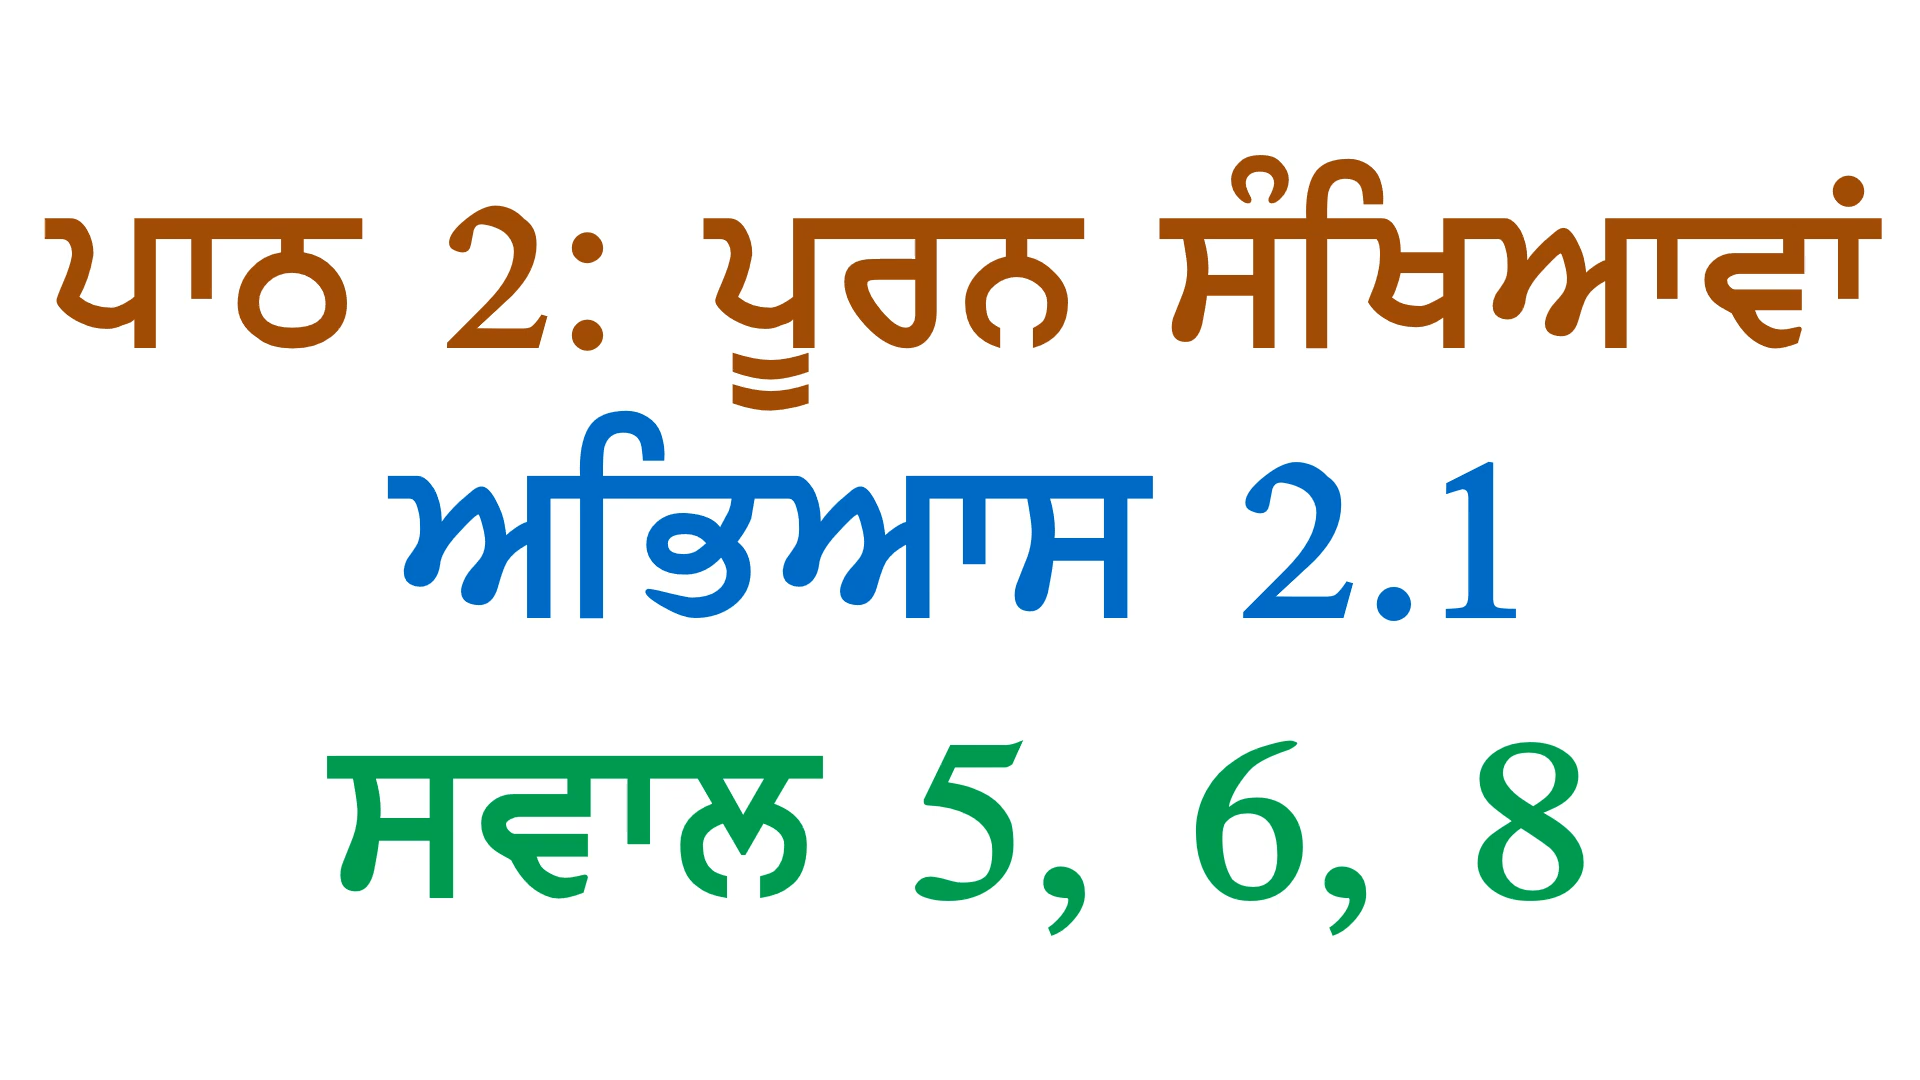 ਪਾਠ 2: ਪੂਰਨ ਸੰਖਿਆਵਾਂ
ਅਭਿਆਸ 2.1
ਸਵਾਲ 5, 6, 8